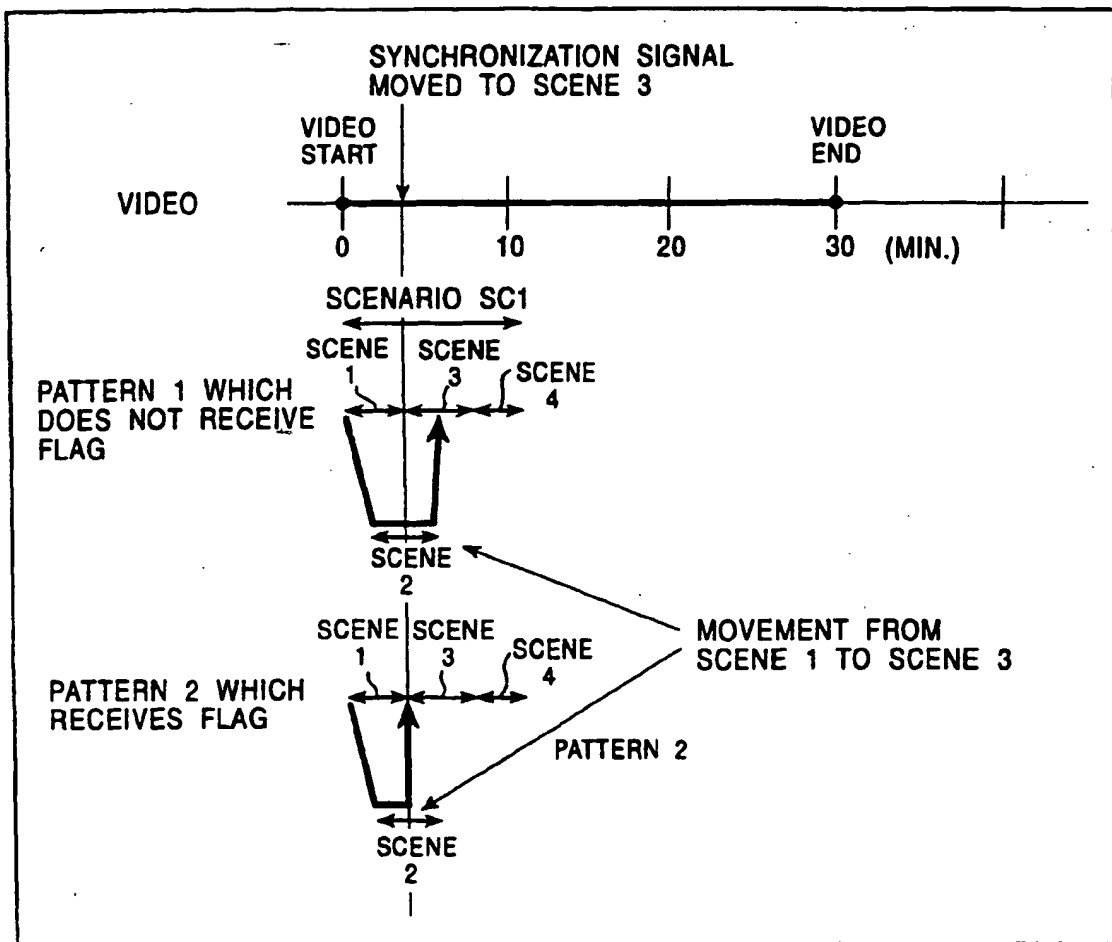 SYNCHRONIZATION SIGNAL
MOVED TO SCENE 3
VIDEO
START
VIDEO
END
VIDEO
0 10 20 30 (MIN.)
SCENARIO SC1
SCENE
1
SCENE
3
SCENE
4
PATTERN 1 WHICH
DOES NOT RECEIVE
FLAG
SCENE
2
SCENE
1
SCENE
3
SCENE
4
MOVEMENT FROM
SCENE 1 TO SCENE 3
PATTERN 2 WHICH
RECEIVES FLAG
PATTERN 2
SCENE
2